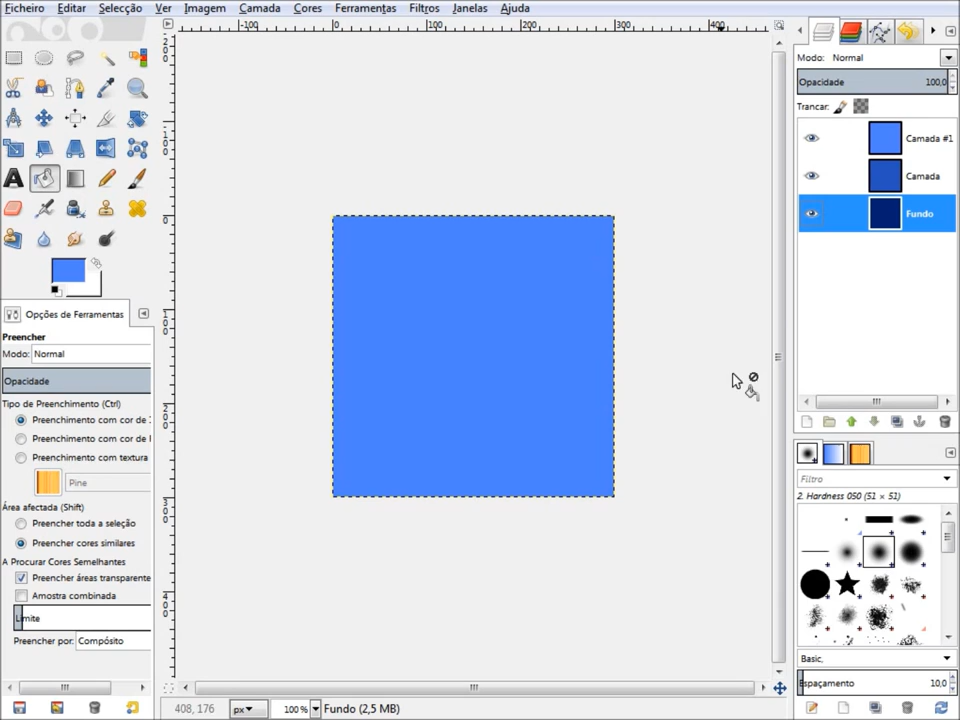 Ficheiro Editar Selecção Ver Imagem Camada Cores Ferramentas Filtros Janelas Ajuda
-100 0 100 200 300 400
Modo: Normal
Opacidade 100,0
Trancar:
Camada #1
Camada
Fundo
Opções de Ferramentas
Preencher
Modo: Normal
Opacidade
Tipo de Preenchimento (Ctrl)
Preenchimento com cor de
Preenchimento com cor de
Preenchimento com textura
Pine
Área afectada (Shift)
Preencher toda a seleção
Preencher cores similares
A Procurar Cores Semelhantes
Preencher áreas transparente
Amostra combinada
Limite
Preencher por: Compósito
Filtro
2. Hardness 050 (51 × 51)
Basic,
Espaçamento 10,0
408, 176 px 100 % Fundo (2,5 MB)